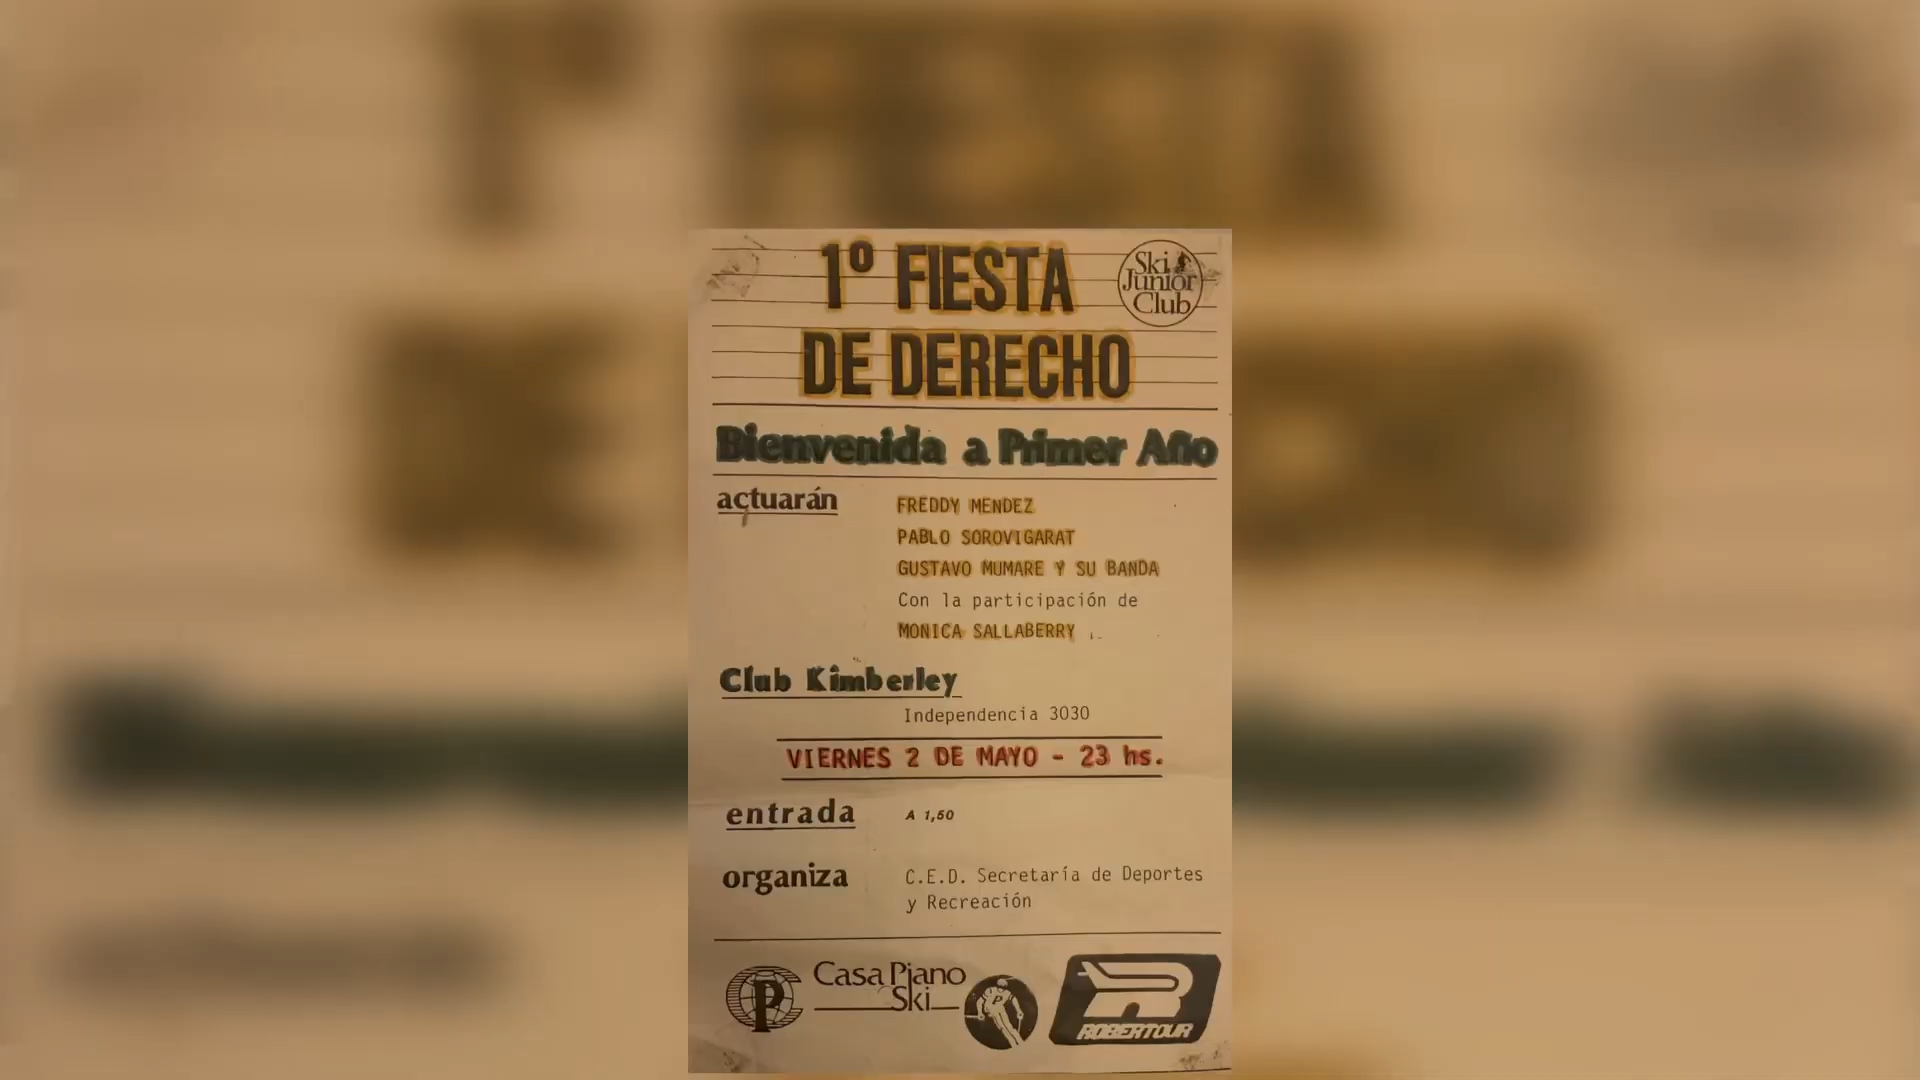 1º FIESTA
DE DERECHO
Ski
Junior
Club
Bienvenida a Primer Año
actuarán
FREDDY MENDEZ
PABLO SOROVIGARAT
GUSTAVO MUMARE Y SU BANDA
Con la participación de
MONICA SALLABERRY
Club Kimberley
Independencia 3030
VIERNES 2 DE MAYO - 23 hs.
entrada A 1,50
organiza C.E.D. Secretaría de Deportes
y Recreación
CP
Casa Piano
Ski
P
R
ROBERTOUR